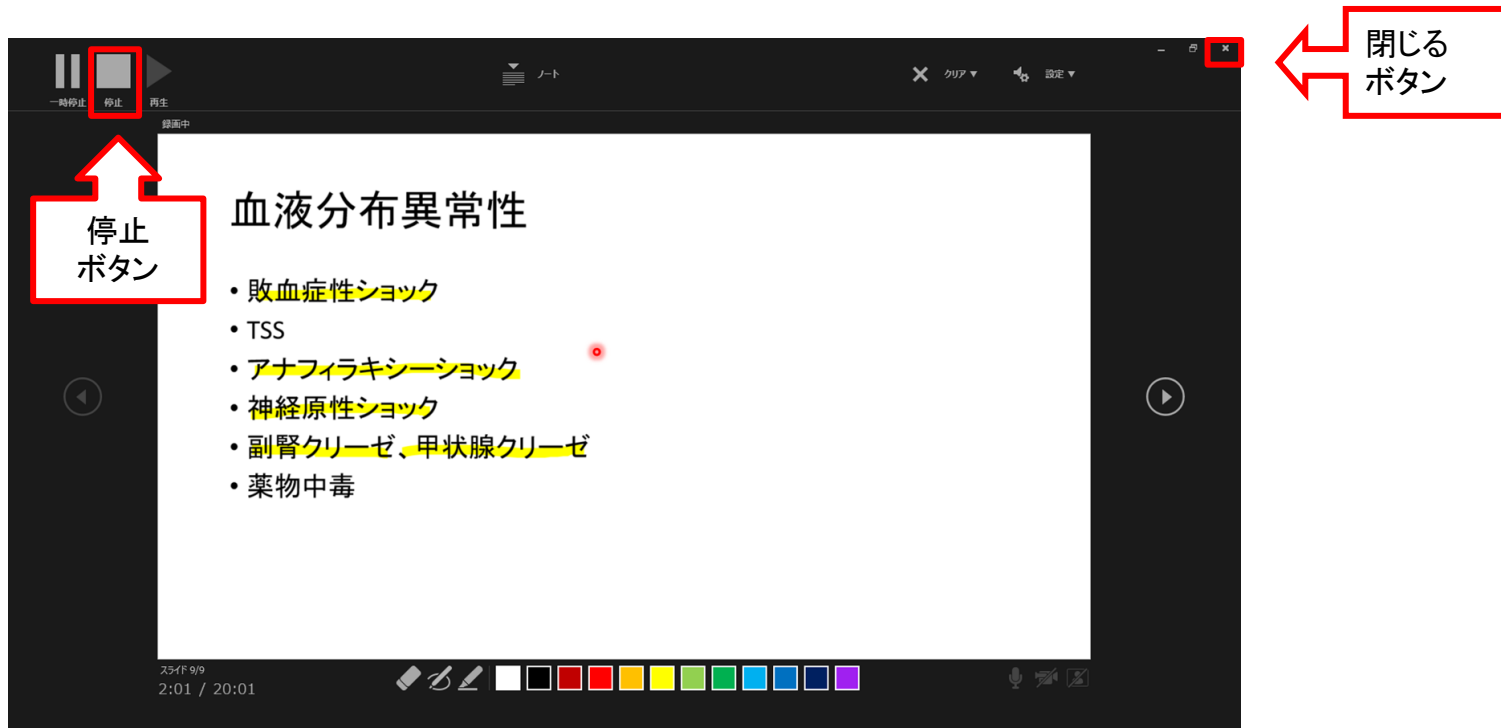 閉じる
ボタン
一時停止 停止 再生
ノート
クリア
設定
録画中
停止
ボタン
血液分布異常性
• 敗血症性ショック
• TSS
• アナフィラキシーショック
• 神経原性ショック
• 副腎クリーゼ、甲状腺クリーゼ
• 薬物中毒
スライド 9/9
2:01 / 20:01